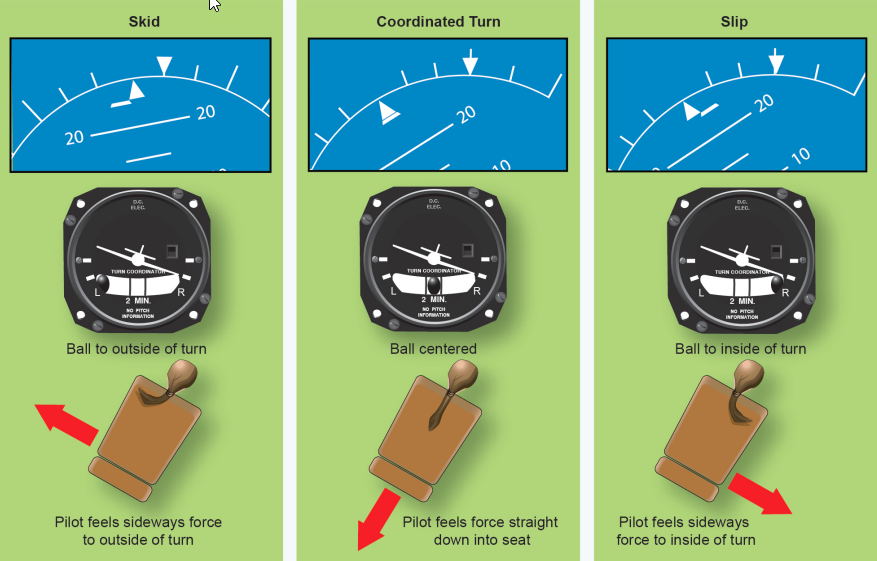 Skid
20
20
D.C.
ELEC.
TURN COORDINATOR
L
R
2 MIN.
NO PITCH
INFORMATION
Ball to outside of turn
Pilot feels sideways force
to outside of turn
Coordinated Turn
20
10
D.C.
ELEC.
TURN COORDINATOR
L
R
2 MIN.
NO PITCH
INFORMATION
Ball centered
Pilot feels force straight
down into seat
Slip
20
10
D.C.
ELEC.
TURN COORDINATOR
L
R
2 MIN.
NO PITCH
INFORMATION
Ball to inside of turn
Pilot feels sideways
force to inside of turn